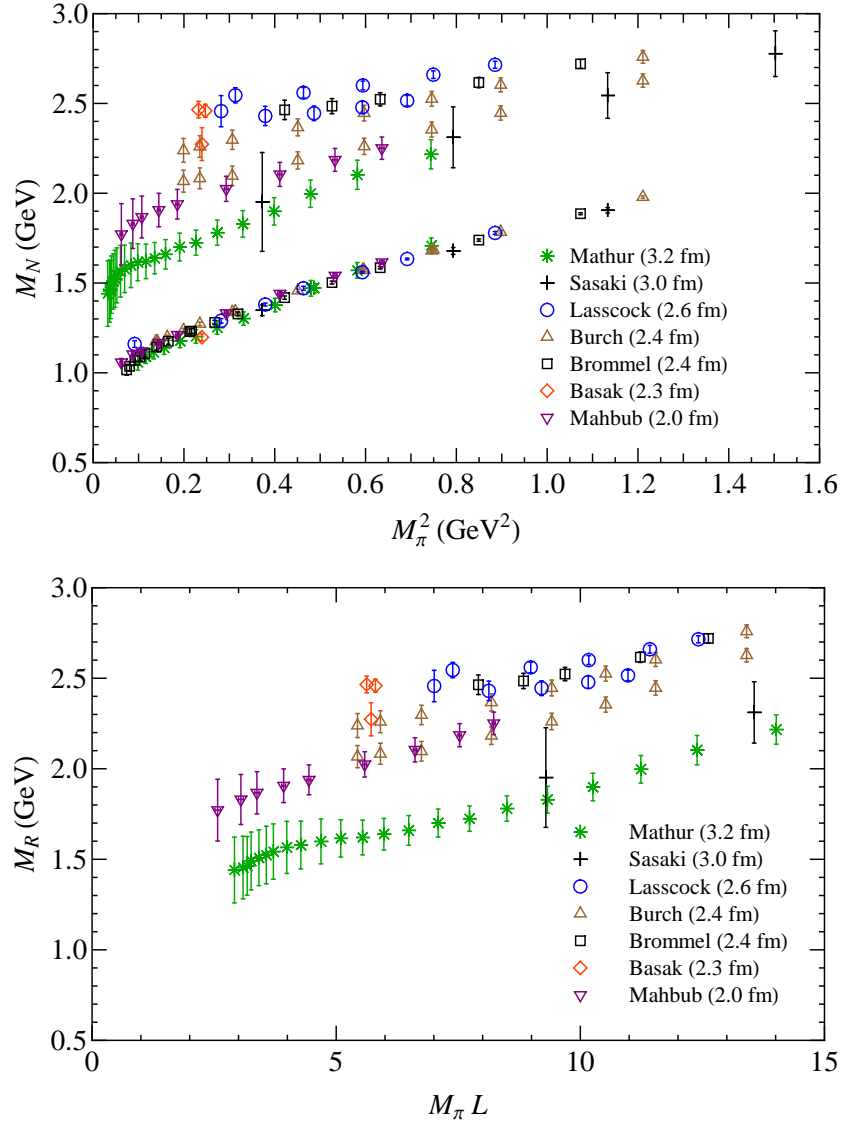 3.0
2.5
2.0
1.5
1.0
0.5
M_N (GeV)
Mathur (3.2 fm)
Sasaki (3.0 fm)
Lasscock (2.6 fm)
Burch (2.4 fm)
Brommel (2.4 fm)
Basak (2.3 fm)
Mahbub (2.0 fm)
0 0.2 0.4 0.6 0.8 1.0 1.2 1.4 1.6
M_π^2 (GeV^2)
3.0
2.5
2.0
1.5
1.0
0.5
M_R (GeV)
Mathur (3.2 fm)
Sasaki (3.0 fm)
Lasscock (2.6 fm)
Burch (2.4 fm)
Brommel (2.4 fm)
Basak (2.3 fm)
Mahbub (2.0 fm)
0 5 10 15
M_π L